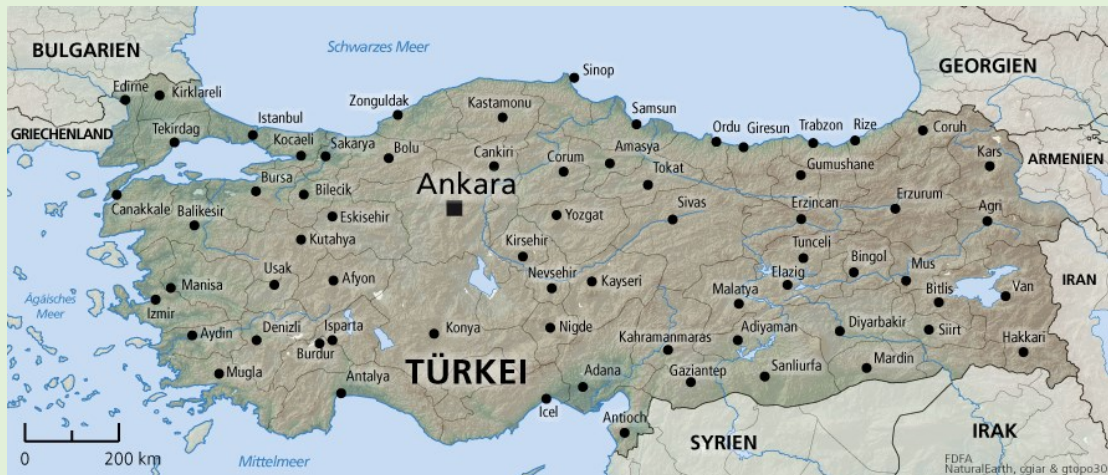 BULGARIEN
Schwarzes Meer
GEORGIEN
Sinop
Edirne
Kirklareli
Zonguldak
Kastamonu
Samsun
Istanbul
Ordu
Giresun
Trabzon
Rize
Coruh
GRIECHENLAND
Tekirdag
Kocaeli
Sakarya
Bolu
Cankiri
Corum
Amasya
Tokat
Gumushane
Kars
ARMENIEN
Bursa
Bilecik
Ankara
Canakkale
Balikesir
Eskisehir
Yozgat
Sivas
Erzincan
Erzurum
Agri
Kutahya
Kirsehir
Tunceli
Usak
Afyon
Nevsehir
Kayseri
Elazig
Bingol
Mus
IRAN
Ägäisches
Meer
Manisa
Izmir
Malatya
Bitlis
Van
Aydin
Denizli
Isparta
Burdur
Konya
Nigde
Kahramanmaras
Adiyaman
Diyarbakir
Siirt
Hakkari
Mugla
Antalya
TÜRKEI
Adana
Gaziantep
Sanliurfa
Mardin
Icel
Antioch
SYRIEN
IRAK
0 200 km
Mittelmeer
FDFA
NaturalEarth, cgiar & gtopo30